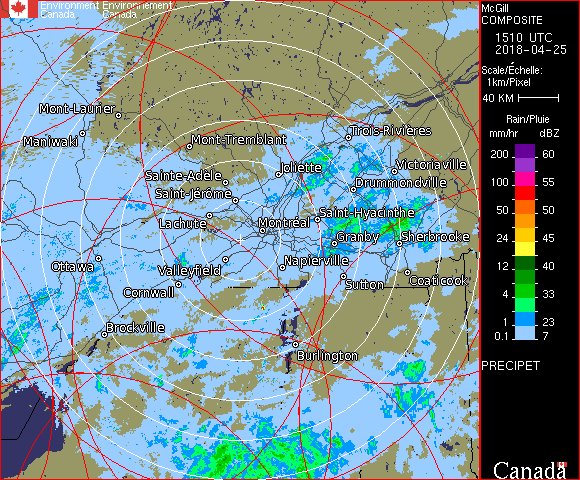 Environment Environnement
Canada Canada
McGill
COMPOSITE
1510 UTC
2018-04-25
Scale/Échelle:
1km/Pixel
40 KM
Rain/Pluie
mm/hr dBZ
200 60
100 55
50 50
24 45
12 40
4 33
1 23
0.1 7
PRECIPET
Canada
Mont-Laurier
Maniwaki
Mont-Tremblant
Trois-Rivières
Joliette
Victoriaville
Sainte-Adèle
Drummondville
Saint-Jérôme
Saint-Hyacinthe
Lachute
Montréal
Granby
Sherbrooke
Ottawa
Valleyfield
Napierville
Cornwall
Sutton
Coaticook
Brockville
Burlington